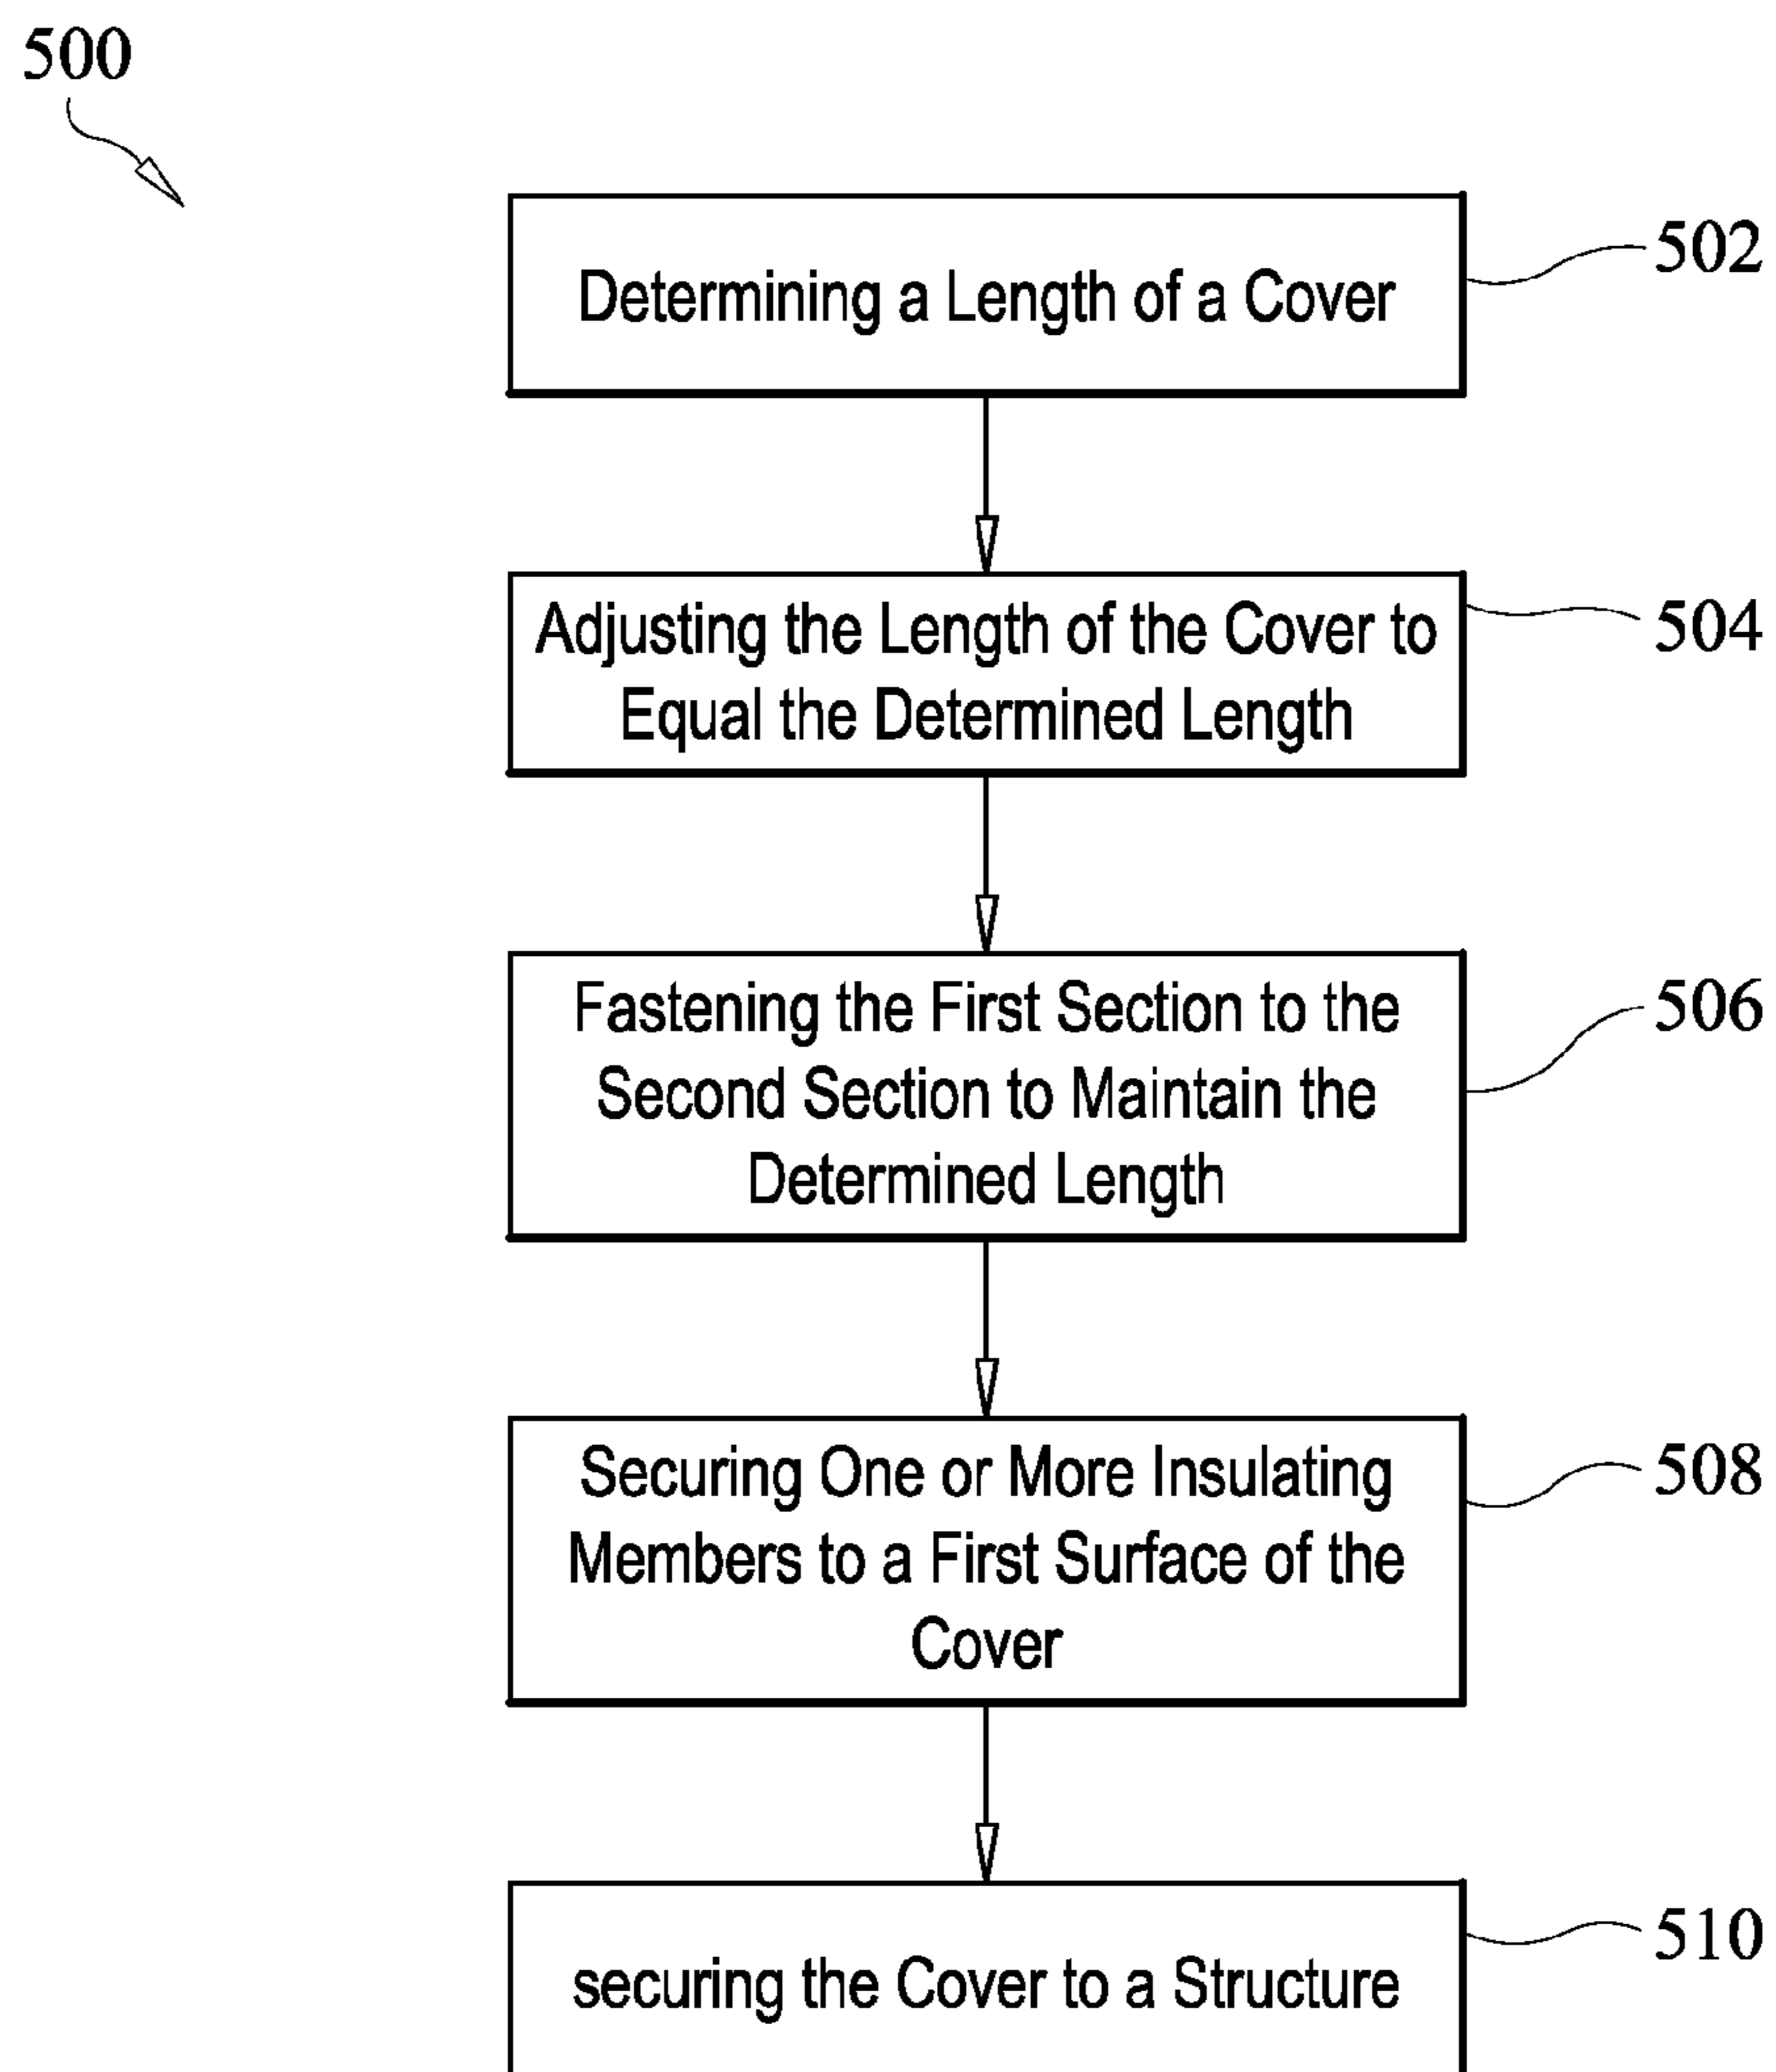 500
Determining a Length of a Cover
502
Adjusting the Length of the Cover to
Equal the Determined Length
504
Fastening the First Section to the
Second Section to Maintain the
Determined Length
506
Securing One or More Insulating
Members to a First Surface of the
Cover
508
securing the Cover to a Structure
510